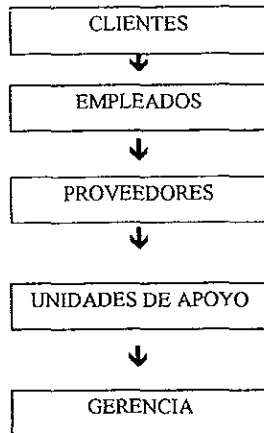 CLIENTES
EMPLEADOS
PROVEEDORES
UNIDADES DE APOYO
GERENCIA